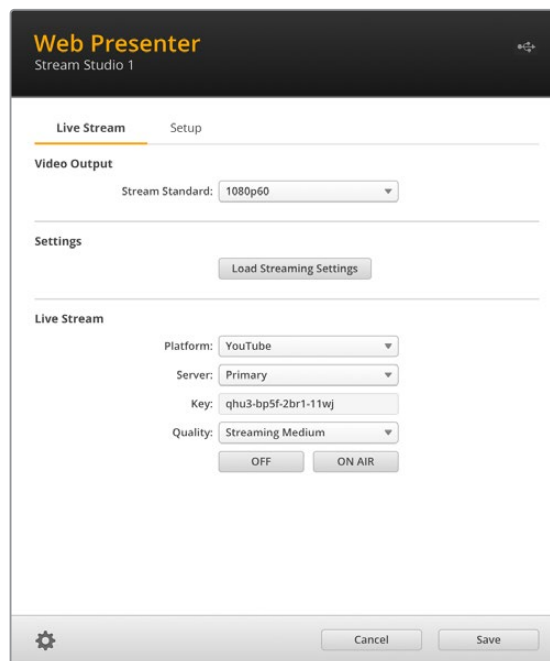 Web Presenter
Stream Studio 1
Live Stream Setup
Video Output
Stream Standard: 1080p60
Settings
Load Streaming Settings
Live Stream
Platform: YouTube
Server: Primary
Key: qhu3-bp5f-2br1-11wj
Quality: Streaming Medium
OFF ON AIR
Cancel Save